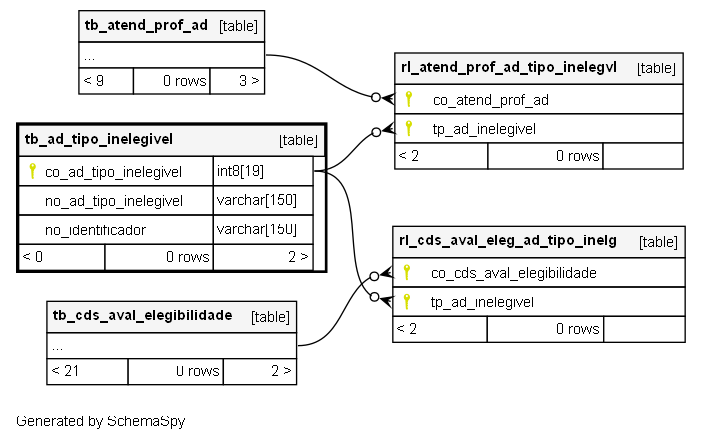 tb_atend_prof_ad [table]
...
< 9 0 rows 3 >
rl_atend_prof_ad_tipo_inelegvl [table]
co_atend_prof_ad
tp_ad_inelegivel
< 2 0 rows
tb_ad_tipo_inelegivel [table]
co_ad_tipo_inelegivel int8[19]
no_ad_tipo_inelegivel varchar[150]
no_identificador varchar[150]
< 0 0 rows 2 >
rl_cds_aval_eleg_ad_tipo_inelg [table]
co_cds_aval_elegibilidade
tp_ad_inelegivel
< 2 0 rows
tb_cds_aval_elegibilidade [table]
...
< 21 0 rows 2 >
Generated by SchemaSpy